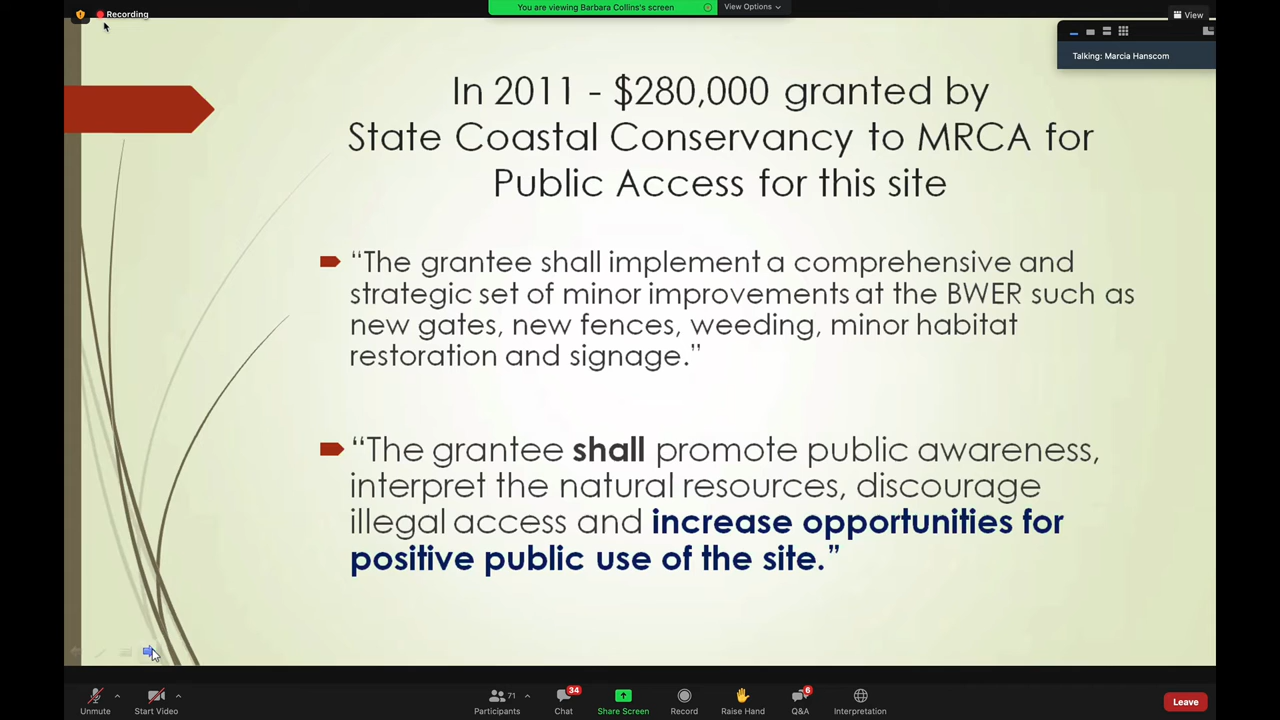 Recording
You are viewing Barbara Collins's screen
View Options
View
Talking: Marcia Hanscom
In 2011 - $280,000 granted by
State Coastal Conservancy to MRCA for
Public Access for this site
“The grantee shall implement a comprehensive and
strategic set of minor improvements at the BWER such as
new gates, new fences, weeding, minor habitat
restoration and signage.”
“The grantee shall promote public awareness,
interpret the natural resources, discourage
illegal access and increase opportunities for
positive public use of the site.”
Unmute
Start Video
71
Participants
34
Chat
Share Screen
Record
Raise Hand
6
Q&A
Interpretation
Leave